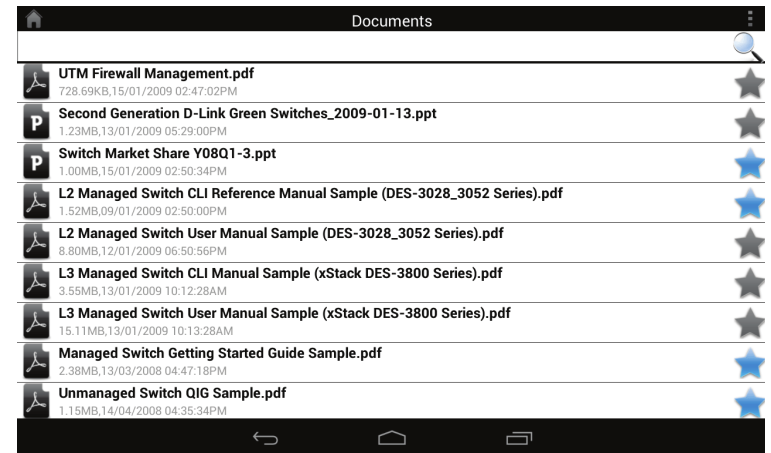 Documents
UTM Firewall Management.pdf
728.69KB,15/01/2009 02:47:02PM
P
Second Generation D-Link Green Switches_2009-01-13.ppt
1.23MB,13/01/2009 05:29:00PM
P
Switch Market Share Y08Q1-3.ppt
1.00MB,15/01/2009 02:50:34PM
L2 Managed Switch CLI Reference Manual Sample (DES-3028_3052 Series).pdf
1.52MB,09/01/2009 02:50:00PM
L2 Managed Switch User Manual Sample (DES-3028_3052 Series).pdf
8.80MB,12/01/2009 06:50:56PM
L3 Managed Switch CLI Manual Sample (xStack DES-3800 Series).pdf
3.55MB,13/01/2009 10:12:28AM
L3 Managed Switch User Manual Sample (xStack DES-3800 Series).pdf
15.11MB,13/01/2009 10:13:28AM
Managed Switch Getting Started Guide Sample.pdf
2.38MB,13/03/2008 04:47:18PM
Unmanaged Switch QIG Sample.pdf
1.15MB,14/04/2008 04:35:34PM